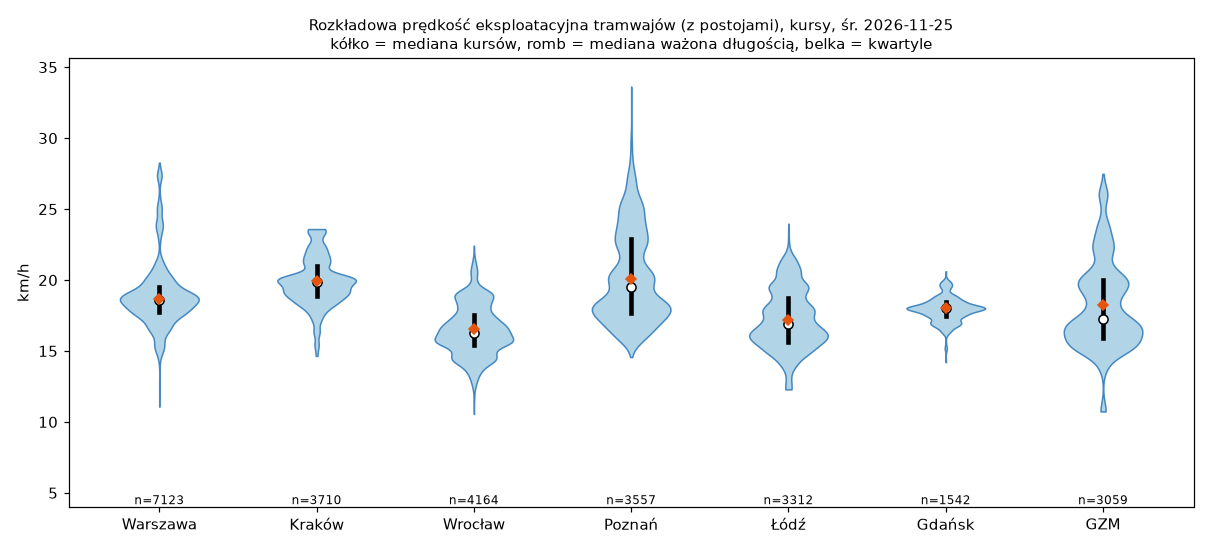 Rozkładowa prędkość eksploatacyjna tramwajów (z postojami), kursy, śr. 2026-11-25
kółko = mediana kursów, romb = mediana ważona długością, belka = kwartyle
35
30
25
20
15
10
5
km/h
n=7123 n=3710 n=4164 n=3557 n=3312 n=1542 n=3059
Warszawa Kraków Wrocław Poznań Łódź Gdańsk GZM